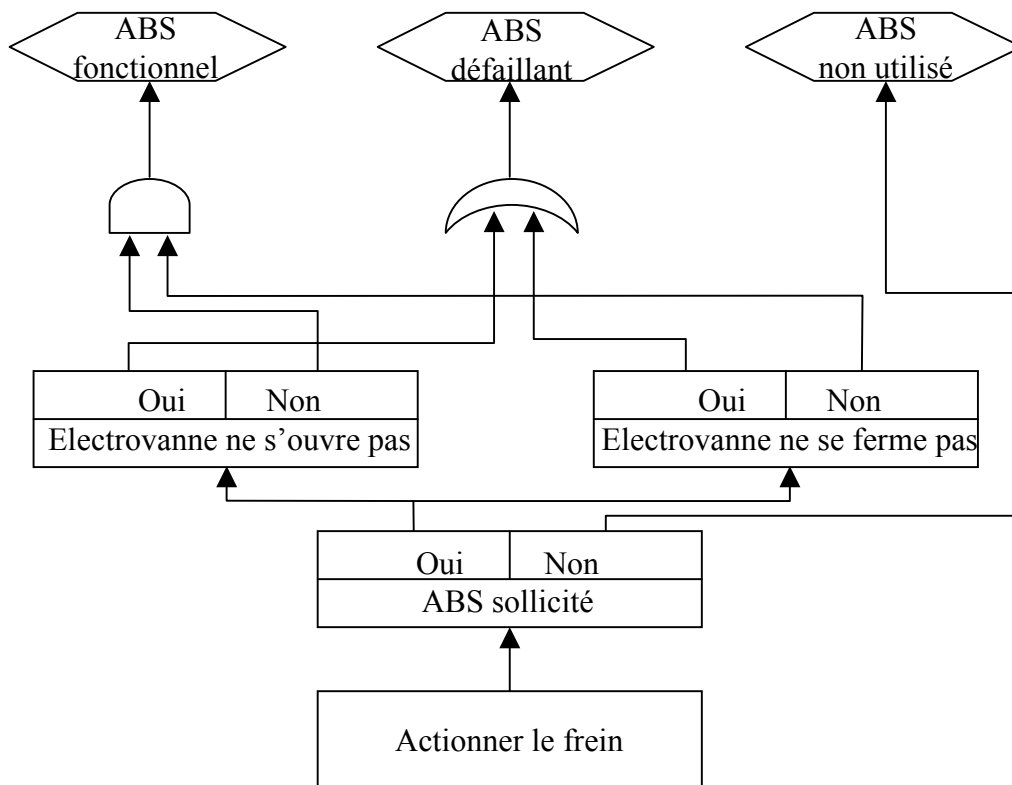 ABS
fonctionnel
ABS
défaillant
ABS
non utilisé
Oui
Non
Electrovanne ne s’ouvre pas
Oui
Non
Electrovanne ne se ferme pas
Oui
Non
ABS sollicité
Actionner le frein